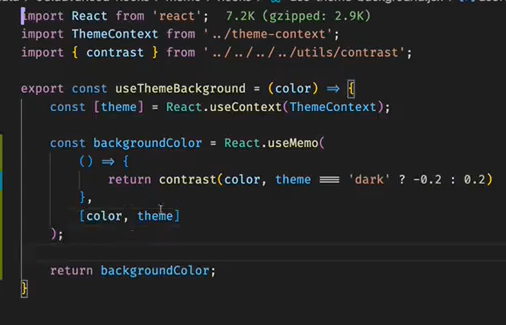 import React from 'react';  7.2K (gzipped: 2.9K)
import ThemeContext from '../theme-context';
import { contrast } from '../../../../utils/contrast';
export const useThemeBackground = (color) => {
const [theme] = React.useContext(ThemeContext);
const backgroundColor = React.useMemo(
() => {
return contrast(color, theme === 'dark' ? -0.2 : 0.2)
},
[color, theme]
);
return backgroundColor;
}